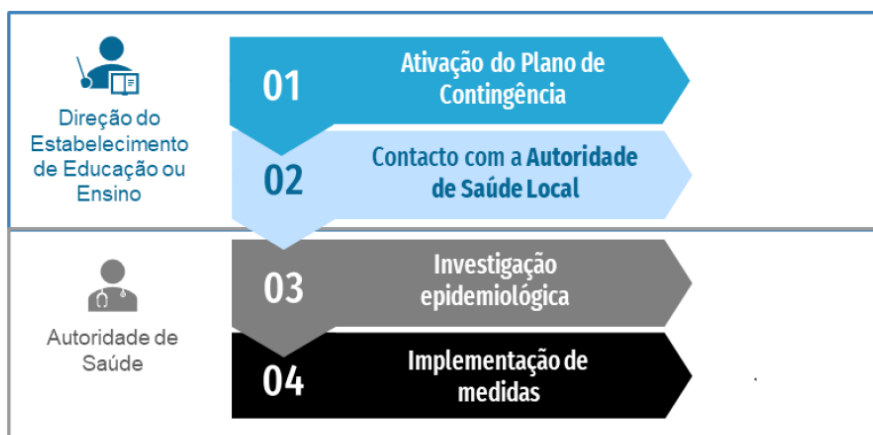 Direção do
Estabelecimento
de Educação ou
Ensino
01
Ativação do Plano de
Contingência
02
Contacto com a Autoridade
de Saúde Local
Autoridade de
Saúde
03
Investigação
epidemiológica
04
Implementação de
medidas
.